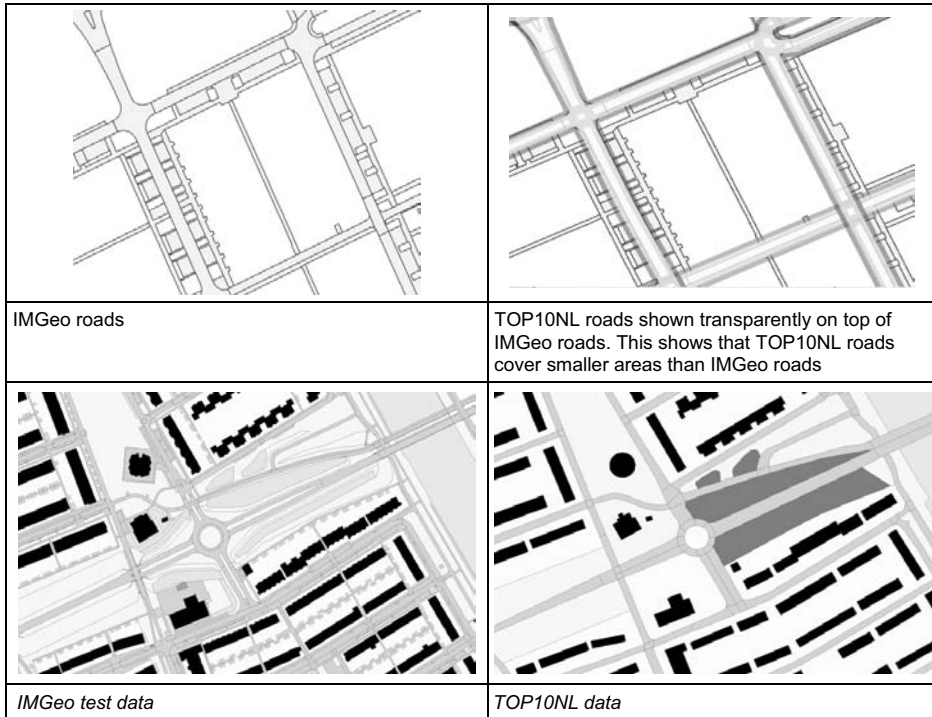 IMGeo roads
TOP10NL roads shown transparently on top of
IMGeo roads. This shows that TOP10NL roads
cover smaller areas than IMGeo roads
IMGeo test data
TOP10NL data